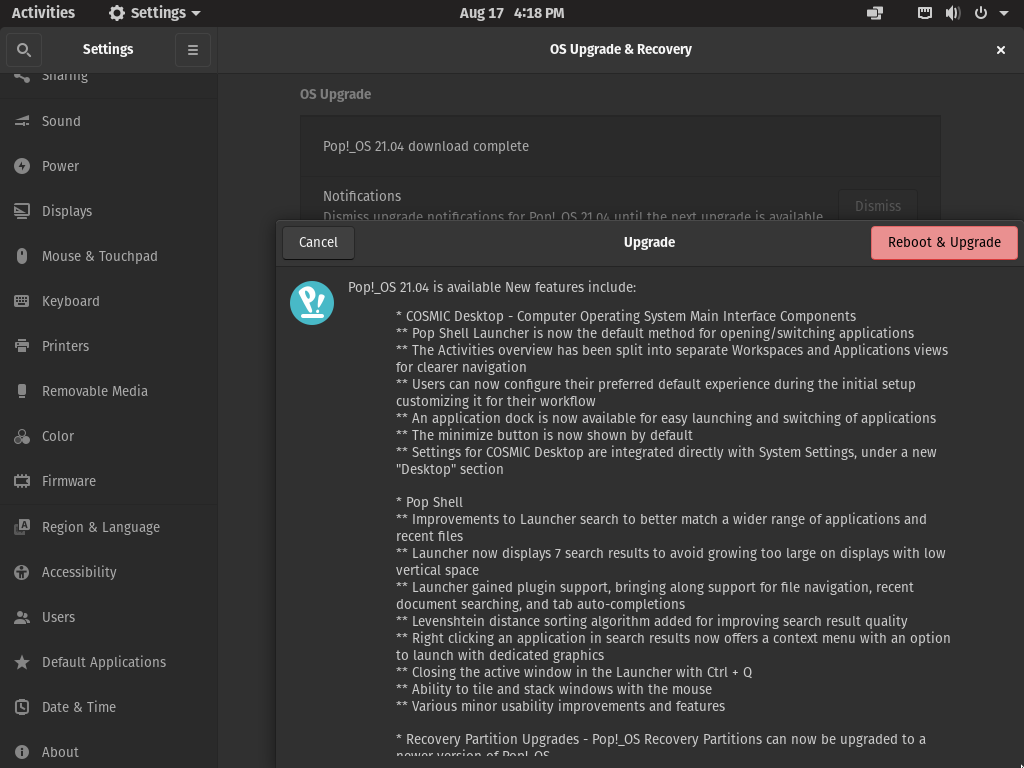 Activities Settings Aug 17 4:18 PM
Settings OS Upgrade & Recovery
Sharing
Sound
Power
Displays
Mouse & Touchpad
Keyboard
Printers
Removable Media
Color
Firmware
Region & Language
Accessibility
Users
Default Applications
Date & Time
About
OS Upgrade
Pop!_OS 21.04 download complete
Notifications
Dismiss upgrade notifications for Pop!_OS 21.04 until the next upgrade is available
Dismiss
Cancel Upgrade Reboot & Upgrade
P!
Pop!_OS 21.04 is available New features include:
* COSMIC Desktop - Computer Operating System Main Interface Components
** Pop Shell Launcher is now the default method for opening/switching applications
** The Activities overview has been split into separate Workspaces and Applications views
for clearer navigation
** Users can now configure their preferred default experience during the initial setup
customizing it for their workflow
** An application dock is now available for easy launching and switching of applications
** The minimize button is now shown by default
** Settings for COSMIC Desktop are integrated directly with System Settings, under a new
"Desktop" section
* Pop Shell
** Improvements to Launcher search to better match a wider range of applications and
recent files
** Launcher now displays 7 search results to avoid growing too large on displays with low
vertical space
** Launcher gained plugin support, bringing along support for file navigation, recent
document searching, and tab auto-completions
** Levenshtein distance sorting algorithm added for improving search result quality
** Right clicking an application in search results now offers a context menu with an option
to launch with dedicated graphics
** Closing the active window in the Launcher with Ctrl + Q
** Ability to tile and stack windows with the mouse
** Various minor usability improvements and features
* Recovery Partition Upgrades - Pop!_OS Recovery Partitions can now be upgraded to a
newer version of Pop!_OS